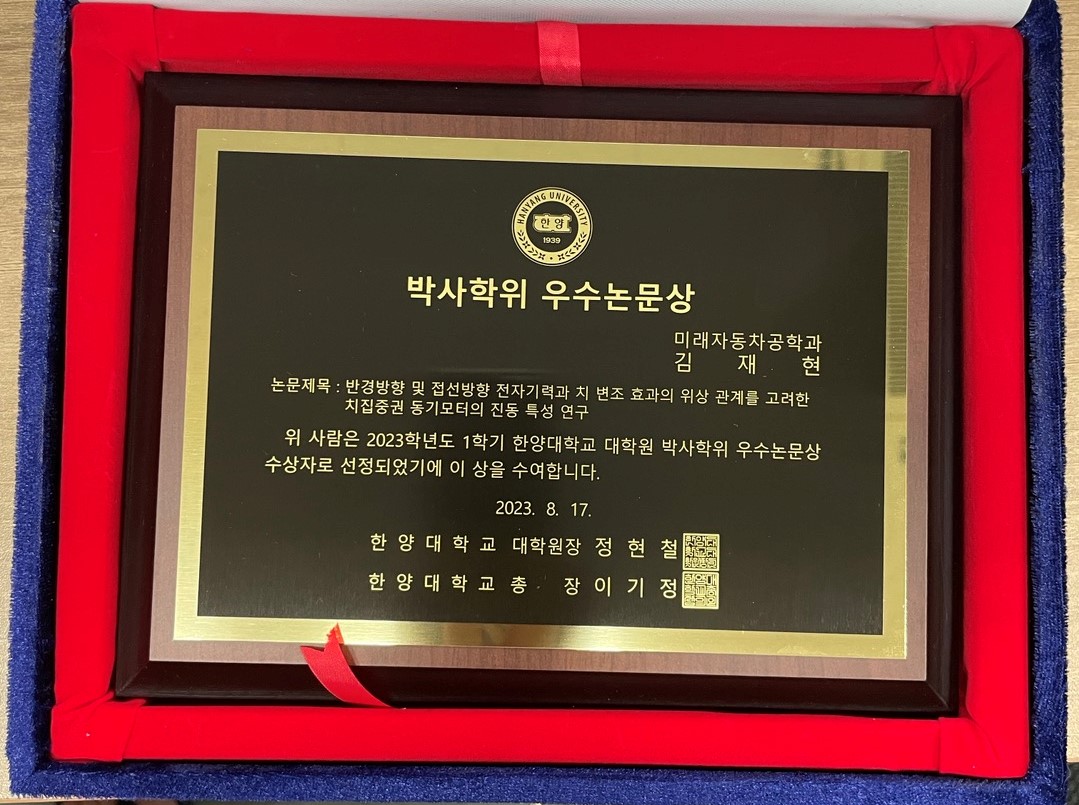 HANYANG UNIVERSITY
한양
1939
박사학위 우수논문상
미래자동차공학과
김 재 현
논문제목 : 반경방향 및 접선방향 전자기력과 치 변조 효과의 위상 관계를 고려한
치집중권 동기모터의 진동 특성 연구
위 사람은 2023학년도 1학기 한양대학교 대학원 박사학위 우수논문상
수상자로 선정되었기에 이 상을 수여합니다.
2023. 8. 17.
한 양 대 학 교 대학원장 정 현 철
한 양 대 학 교 총 장 이 기 정